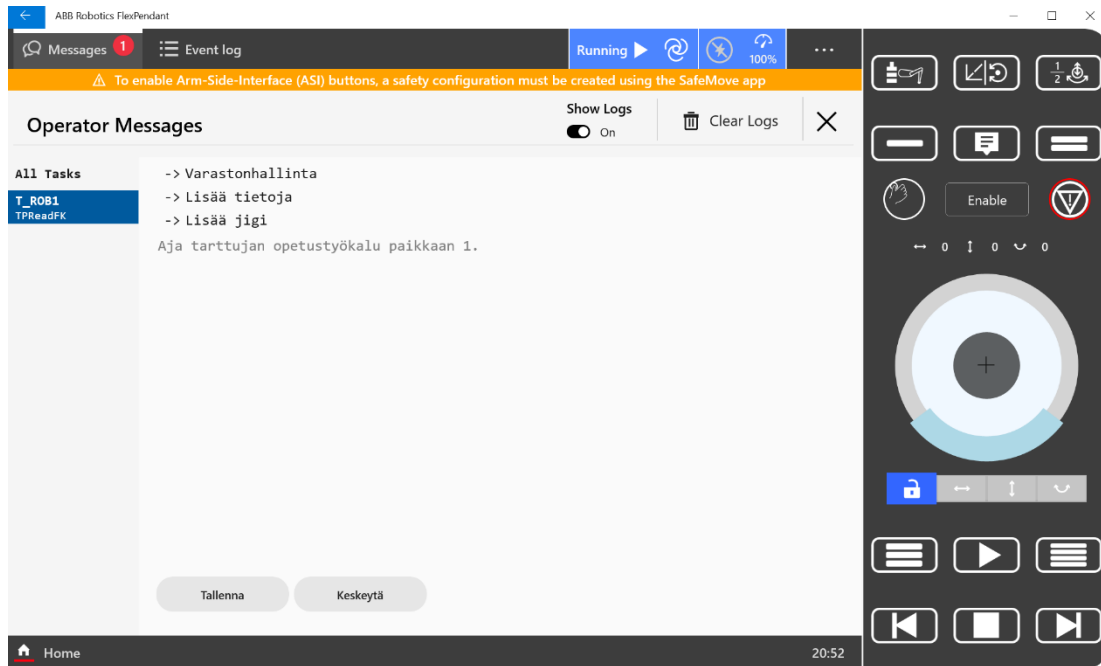 ABB Robotics FlexPendant
Messages 1
Event log
Running
100%
To enable Arm-Side-Interface (ASI) buttons, a safety configuration must be created using the SafeMove app
Operator Messages
Show Logs
On
Clear Logs
All Tasks
T_ROB1
TPReadFK
-> Varastonhallinta
-> Lisää tietoja
-> Lisää jigi
Aja tarttujan opetustyökalu paikkaan 1.
Tallenna
Keskeytä
Home
20:52
1/2
Enable
0 0 0